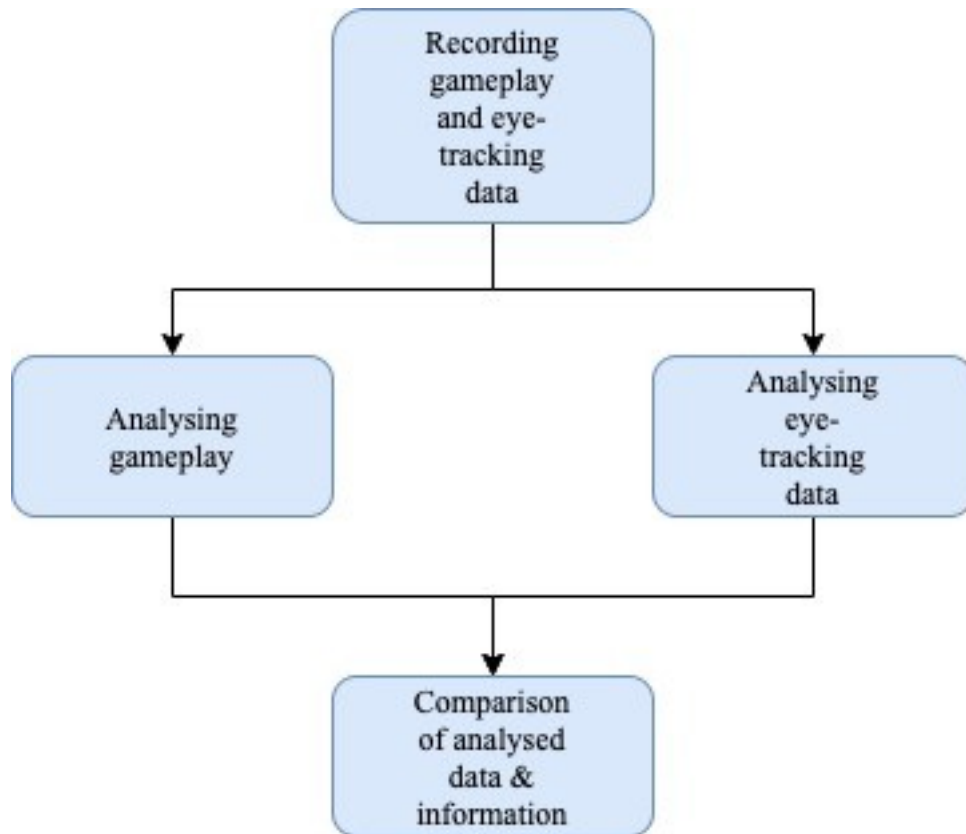 Recording
gameplay
and eye-
tracking
data
Analysing
gameplay
Analysing
eye-
tracking
data
Comparison
of analysed
data &
information